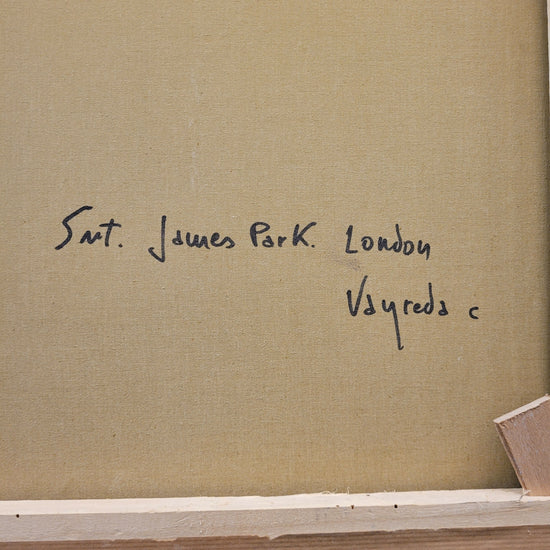 Snt. James Park. London
Vayreda c